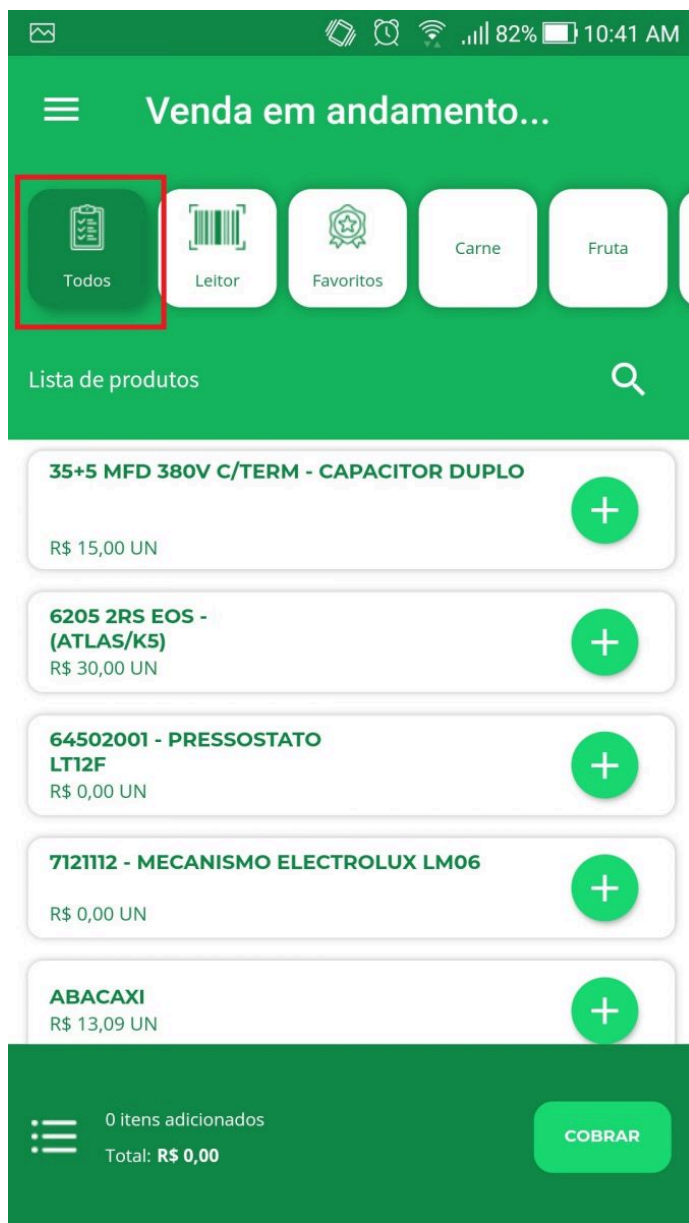 82% 10:41 AM
Venda em andamento...
Todos
Leitor
Favoritos
Carne
Fruta
Lista de produtos
35+5 MFD 380V C/TERM - CAPACITOR DUPLO
R$ 15,00 UN
6205 2RS EOS -
(ATLAS/K5)
R$ 30,00 UN
64502001 - PRESSOSTATO
LT12F
R$ 0,00 UN
7121112 - MECANISMO ELECTROLUX LM06
R$ 0,00 UN
ABACAXI
R$ 13,09 UN
0 itens adicionados
Total: R$ 0,00
COBRAR